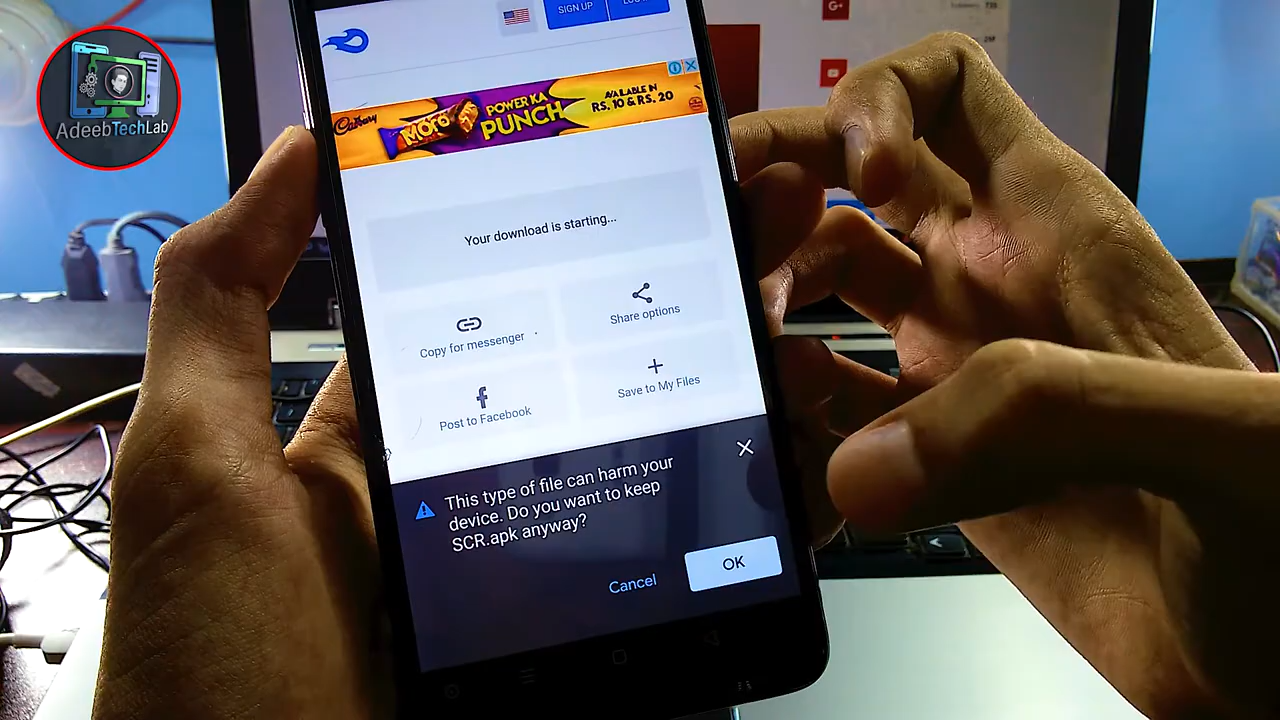 AdeebTechLab
SIGN UP
Cadbury
MOTO
POWER KA
PUNCH
AVAILABLE IN
RS. 10 & RS. 20
Your download is starting...
Copy for messenger
Share options
Post to Facebook
Save to My Files
This type of file can harm your
device. Do you want to keep
SCR.apk anyway?
Cancel
OK